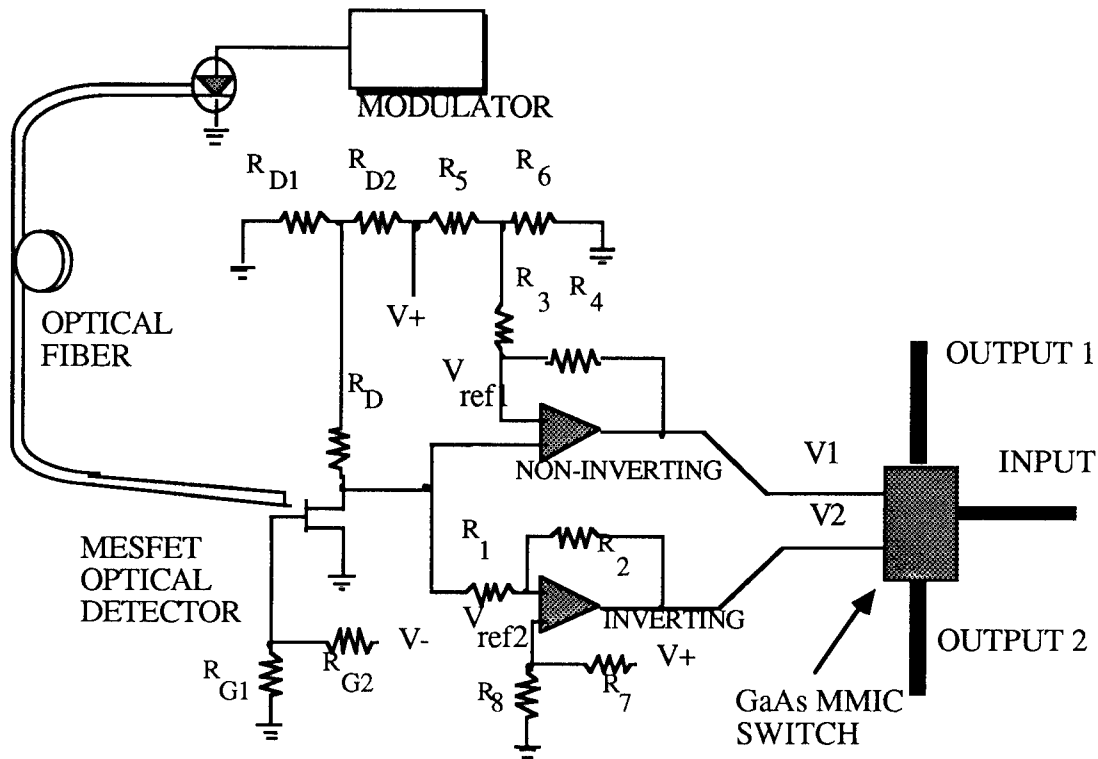 MODULATOR
R D1
R D2
R 5
R 6
R 3
R 4
V+
OPTICAL
FIBER
R D
V ref1
OUTPUT 1
NON-INVERTING
V1
INPUT
V2
MESFET
OPTICAL
DETECTOR
R 1
R 2
V ref2
INVERTING
V-
V+
OUTPUT 2
R G1
R G2
R 8
R 7
GaAs MMIC
SWITCH